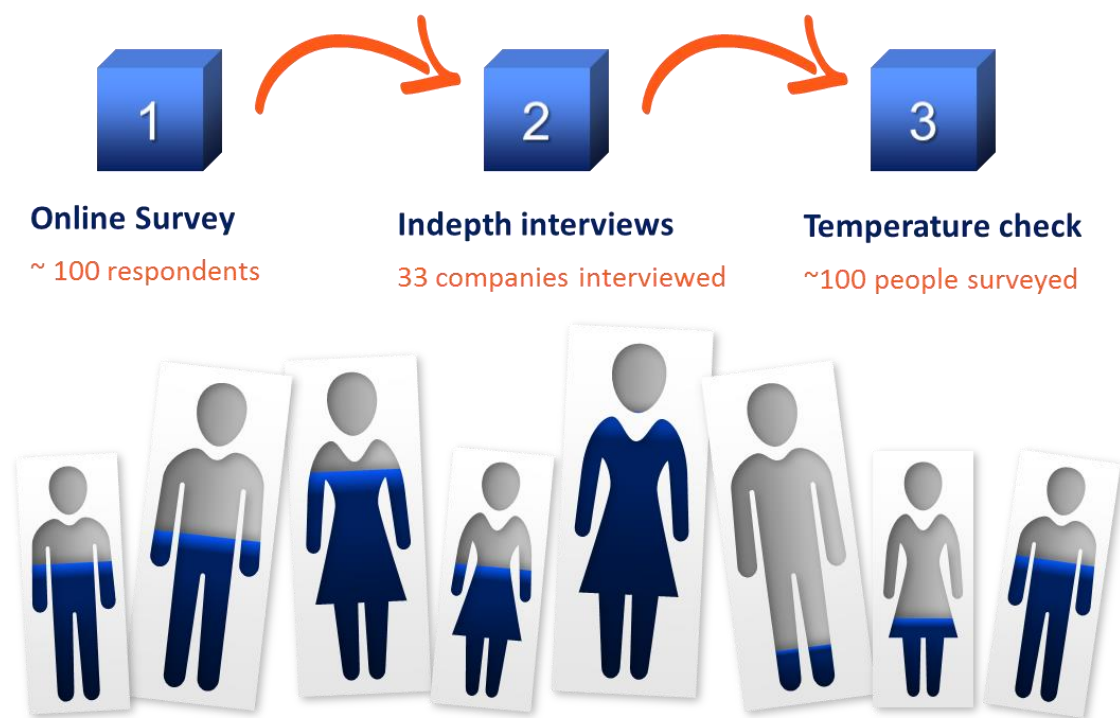 1
2
3
Online Survey
~ 100 respondents
Indepth interviews
33 companies interviewed
Temperature check
~100 people surveyed